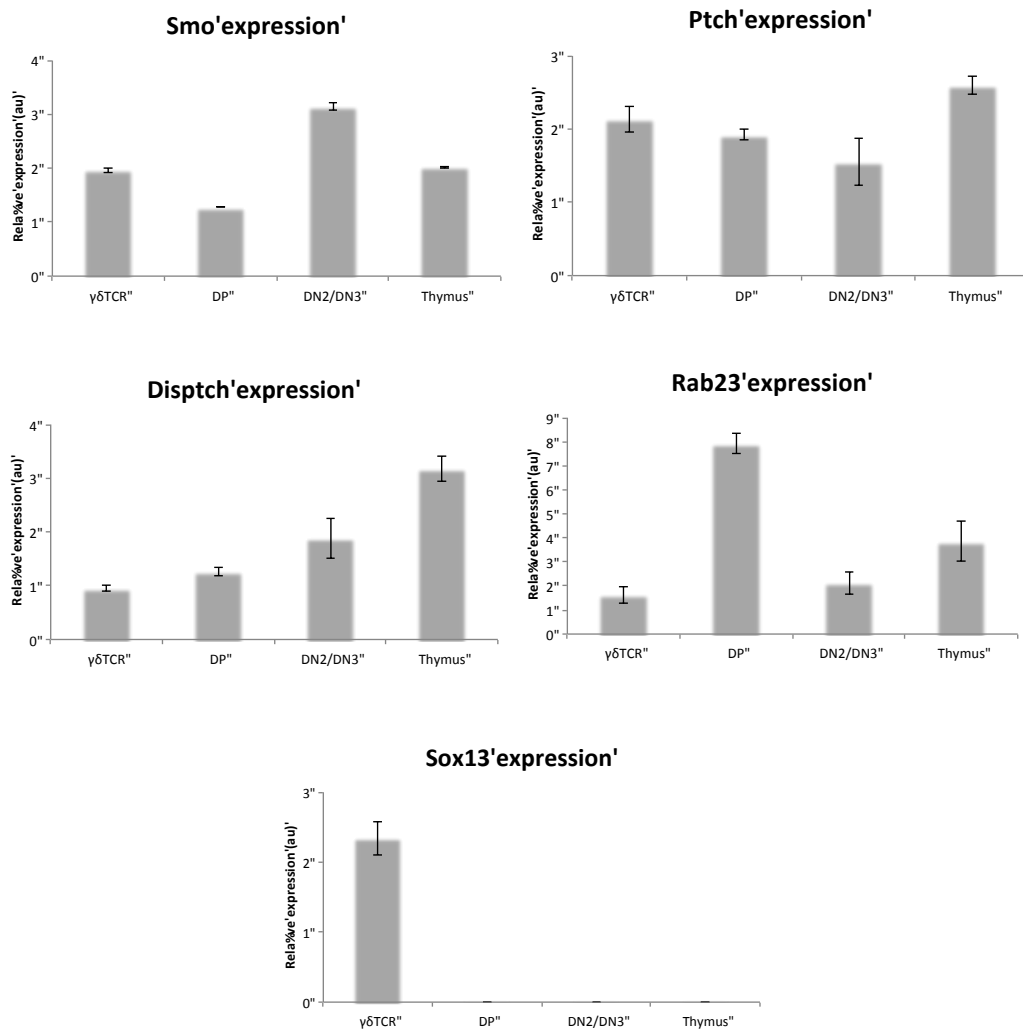 Smo'expression'
Rela%ve'expression'(au)'
4"
3"
2"
1"
0"
γδTCR" DP" DN2/DN3" Thymus"
Ptch'expression'
Rela%ve'expression'(au)'
3"
2"
1"
0"
γδTCR" DP" DN2/DN3" Thymus"
Disptch'expression'
Rela%ve'expression'(au)'
4"
3"
2"
1"
0"
γδTCR" DP" DN2/DN3" Thymus"
Rab23'expression'
Rela%ve'expression'(au)'
9"
8"
7"
6"
5"
4"
3"
2"
1"
0"
γδTCR" DP" DN2/DN3" Thymus"
Sox13'expression'
Rela%ve'expression'(au)'
3"
2"
1"
0"
γδTCR" DP" DN2/DN3" Thymus"